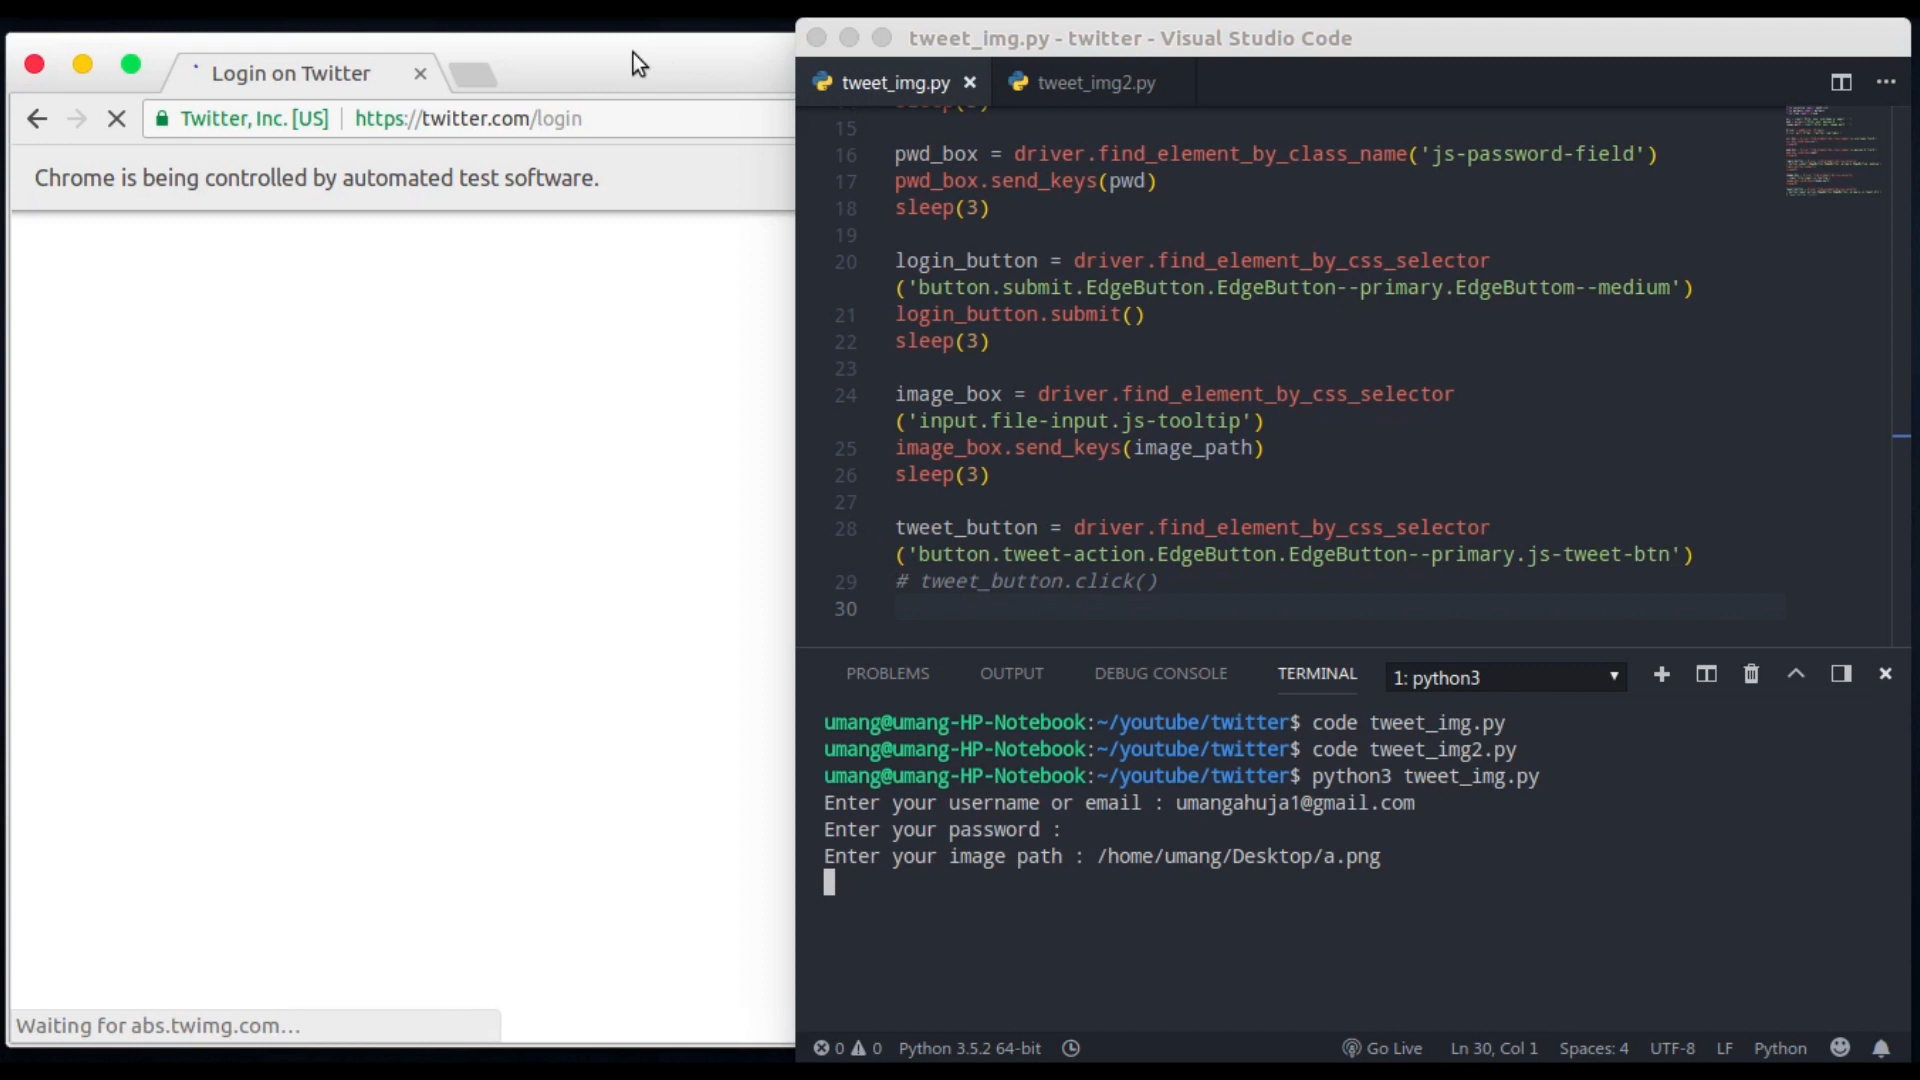 Login on Twitter
Twitter, Inc. [US] | https://twitter.com/login
Chrome is being controlled by automated test software.
Waiting for abs.twimg.com...
tweet_img.py - twitter - Visual Studio Code
tweet_img.py
tweet_img2.py
15
16 pwd_box = driver.find_element_by_class_name('js-password-field')
17 pwd_box.send_keys(pwd)
18 sleep(3)
19
20 login_button = driver.find_element_by_css_selector
('button.submit.EdgeButton.EdgeButton--primary.EdgeButtom--medium')
21 login_button.submit()
22 sleep(3)
23
24 image_box = driver.find_element_by_css_selector
('input.file-input.js-tooltip')
25 image_box.send_keys(image_path)
26 sleep(3)
27
28 tweet_button = driver.find_element_by_css_selector
('button.tweet-action.EdgeButton.EdgeButton--primary.js-tweet-btn')
29 # tweet_button.click()
30
PROBLEMS OUTPUT DEBUG CONSOLE TERMINAL 1: python3
umang@umang-HP-Notebook:~/youtube/twitter$ code tweet_img.py
umang@umang-HP-Notebook:~/youtube/twitter$ code tweet_img2.py
umang@umang-HP-Notebook:~/youtube/twitter$ python3 tweet_img.py
Enter your username or email : umangahuja1@gmail.com
Enter your password :
Enter your image path : /home/umang/Desktop/a.png
0 0 Python 3.5.2 64-bit Go Live Ln 30, Col 1 Spaces: 4 UTF-8 LF Python